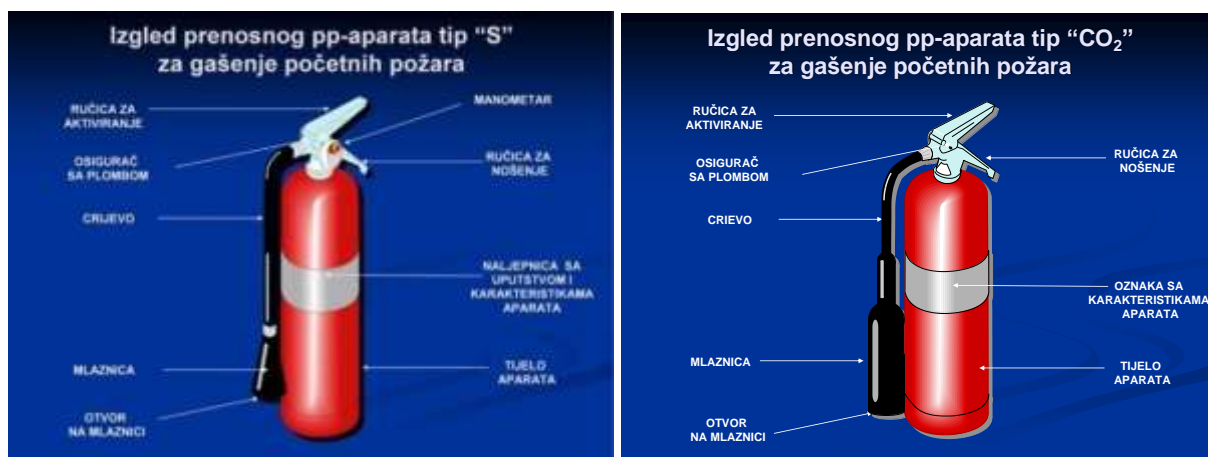 Izgled prenosnog pp-aparata tip “S”
za gašenje početnih požara
RUČICA ZA
AKTIVIRANJE
MANOMETAR
OSIGURAČ
SA PLOMBOM
RUČICA ZA
NOŠENJE
CRIJEVO
NALJEPNICA SA
UPUTSTVOM I
KARAKTERISTIKAMA
APARATA
MLAZNICA
TIJELO
APARATA
OTVOR
NA MLAZNICI
Izgled prenosnog pp-aparata tip “CO₂”
za gašenje početnih požara
RUČICA ZA
AKTIVIRANJE
OSIGURAČ
SA PLOMBOM
RUČICA ZA
NOŠENJE
CRIEVO
OZNAKA SA
KARAKTERISTIKAMA
APARATA
MLAZNICA
TIJELO
APARATA
OTVOR
NA MLAZNICI